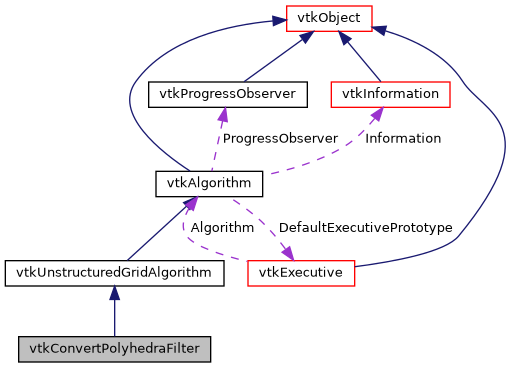 vtkObject
vtkProgressObserver
vtkInformation
ProgressObserver
Information
vtkAlgorithm
Algorithm
DefaultExecutivePrototype
vtkUnstructuredGridAlgorithm
vtkExecutive
vtkConvertPolyhedraFilter